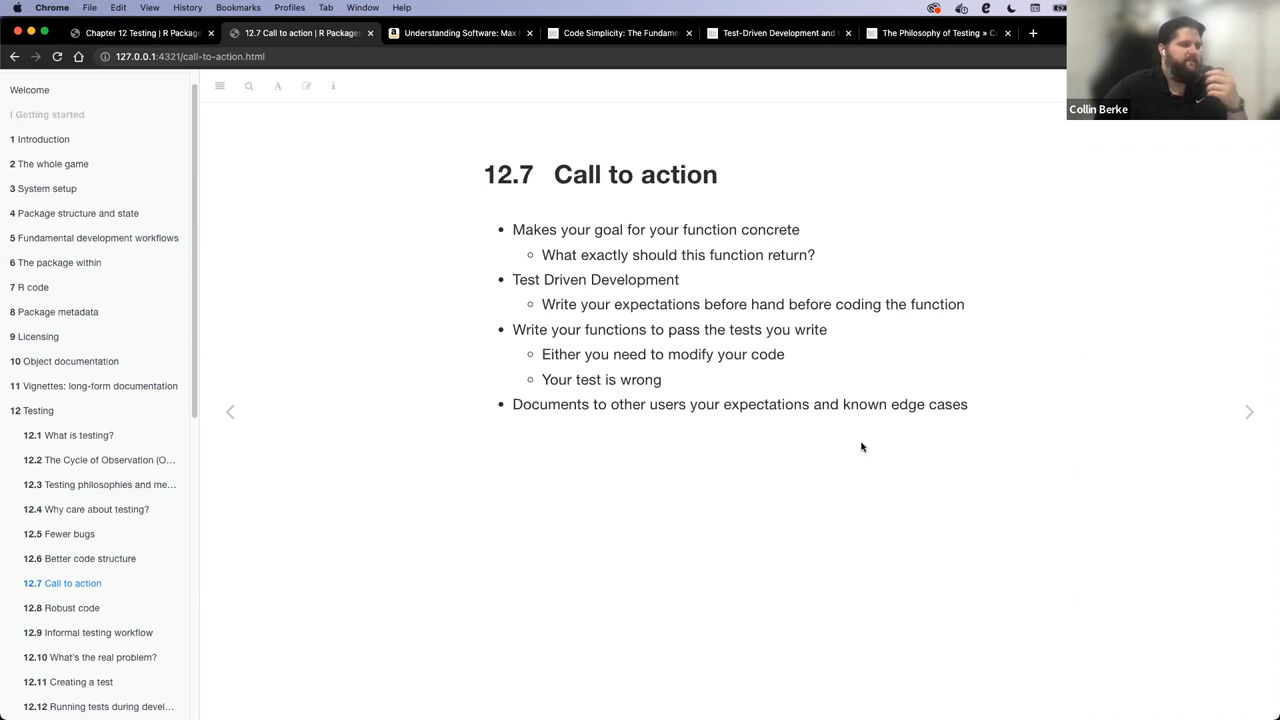 Chrome File Edit View History Bookmarks Profiles Tab Window Help
Chapter 12 Testing | R Package
12.7 Call to action | R Packages
Understanding Software: Max
Code Simplicity: The Fundame
Test-Driven Development and
The Philosophy of Testing » C
127.0.0.1:4321/call-to-action.html
Collin Berke
Welcome
I Getting started
1 Introduction
2 The whole game
3 System setup
4 Package structure and state
5 Fundamental development workflows
6 The package within
7 R code
8 Package metadata
9 Licensing
10 Object documentation
11 Vignettes: long-form documentation
12 Testing
12.1 What is testing?
12.2 The Cycle of Observation (O...
12.3 Testing philosophies and me...
12.4 Why care about testing?
12.5 Fewer bugs
12.6 Better code structure
12.7 Call to action
12.8 Robust code
12.9 Informal testing workflow
12.10 What's the real problem?
12.11 Creating a test
12.12 Running tests during devel...
12.7 Call to action
• Makes your goal for your function concrete
◦ What exactly should this function return?
• Test Driven Development
◦ Write your expectations before hand before coding the function
• Write your functions to pass the tests you write
◦ Either you need to modify your code
◦ Your test is wrong
• Documents to other users your expectations and known edge cases